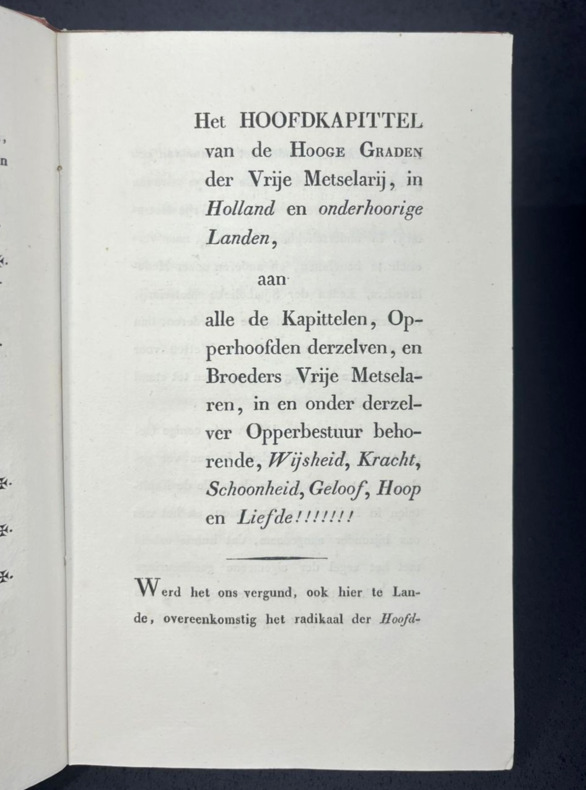 Het HOOFDKAPITTEL
van de HOOGE GRADEN
der Vrije Metselarij, in
Holland en onderhoorige
Landen,
aan
alle de Kapittelen, Op-
perhoofden derzelven, en
Broeders Vrije Metsela-
ren, in en onder derzel-
ver Opperbestuur beho-
rende, Wijsheid, Kracht,
Schoonheid, Geloof, Hoop
en Liefde!!!!!!!
Werd het ons vergund, ook hier te Lan-
de, overeenkomstig het radikaal der Hoofd-